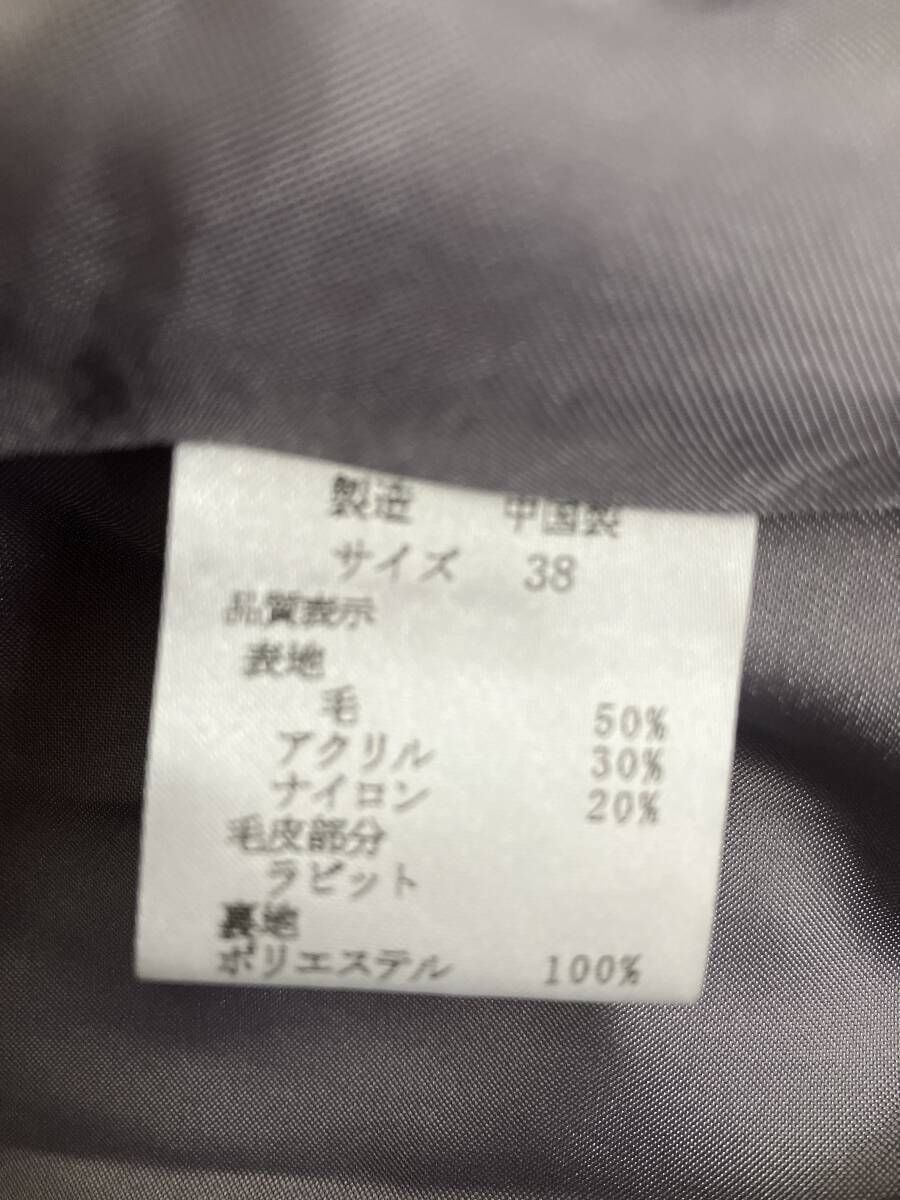 製造 中国製
サイズ 38
品質表示
表地
毛 50%
アクリル 30%
ナイロン 20%
毛皮部分
ラビット
裏地
ポリエステル 100%